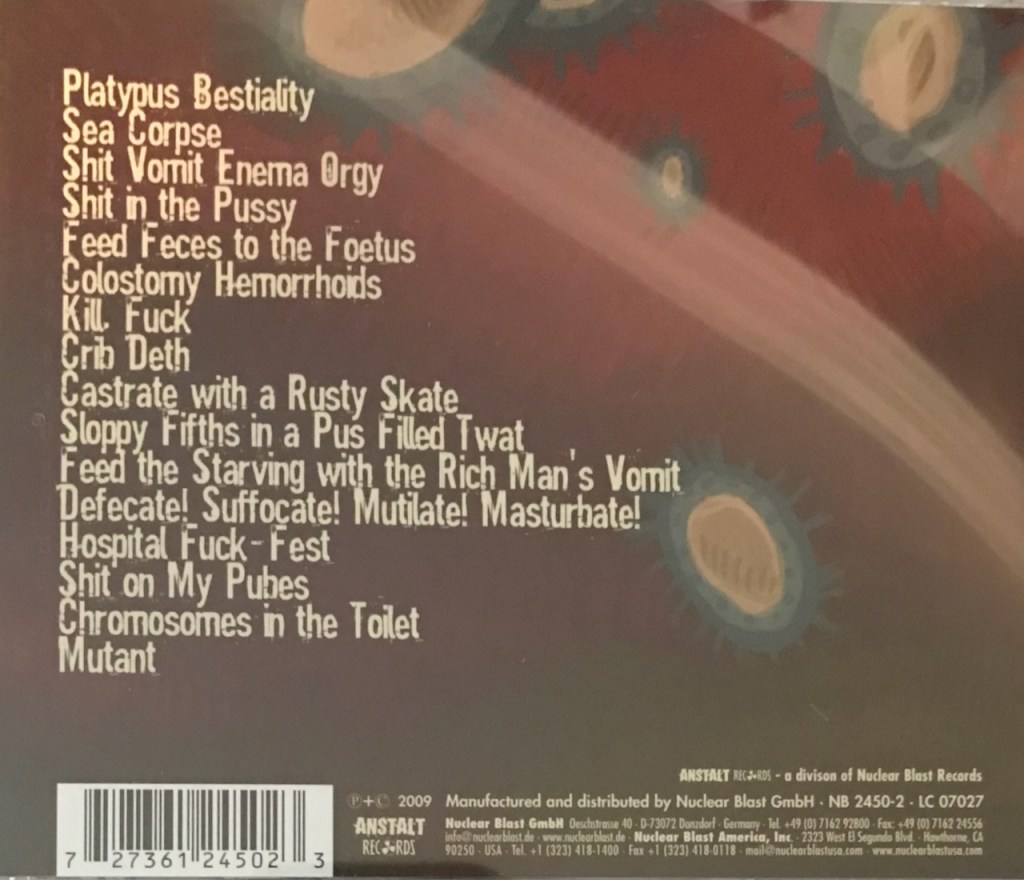 Platypus Bestiality
Sea Corpse
Shit Vomit Enema Orgy
Shit in the Pussy
Feed Feces to the Foetus
Colostomy Hemorrhoids
Kill, Fuck
Crib Deth
Castrate with a Rusty Skate
Sloppy Fifths in a Pus Filled Twat
Feed the Starving with the Rich Man's Vomit
Defecate! Suffocate! Mutilate! Masturbate!
Hospital Fuck-Fest
Shit on My Pubes
Chromosomes in the Toilet
Mutant
ANSTALT RECORDS - a divison of Nuclear Blast Records
℗+© 2009 Manufactured and distributed by Nuclear Blast GmbH · NB 2450-2 · LC 07027
ANSTALT
RECORDS
Nuclear Blast GmbH Oeschstrasse 40 · D-73072 Donzdorf · Germany · Tel. +49 (0) 7162 92800 · Fax: +49 (0) 7162 24556
info@nuclearblast.de · www.nuclearblast.de · Nuclear Blast America, Inc. · 2323 West El Segundo Blvd. · Hawthorne, CA
90250 · USA · Tel. +1 (323) 418-1400 · Fax +1 (323) 418-0118 · mail@nuclearblastusa.com · www.nuclearblastusa.com
7 27361 24502 3